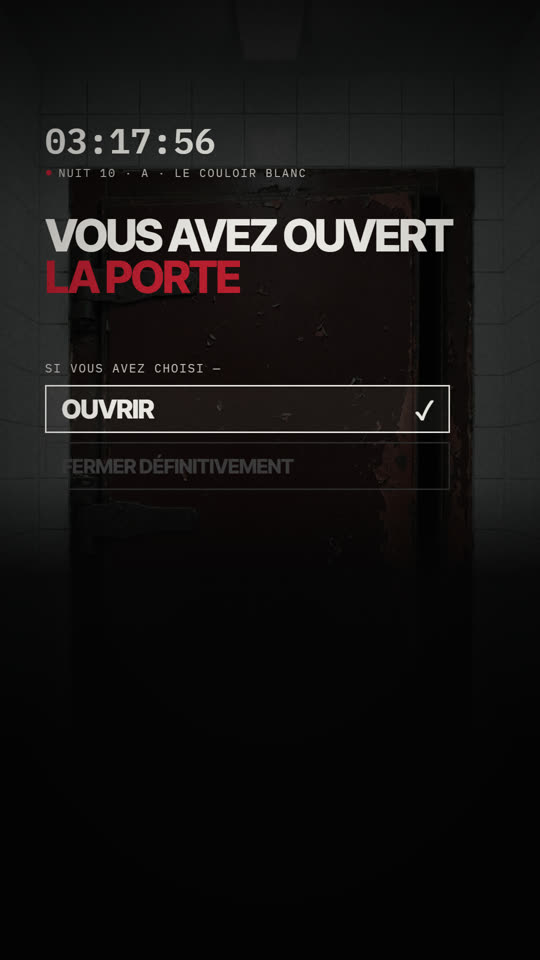 03:17:56
NUIT 10 · A · LE COULOIR BLANC
VOUS AVEZ OUVERT
LA PORTE
SI VOUS AVEZ CHOISI —
OUVRIR ✓
FERMER DÉFINITIVEMENT